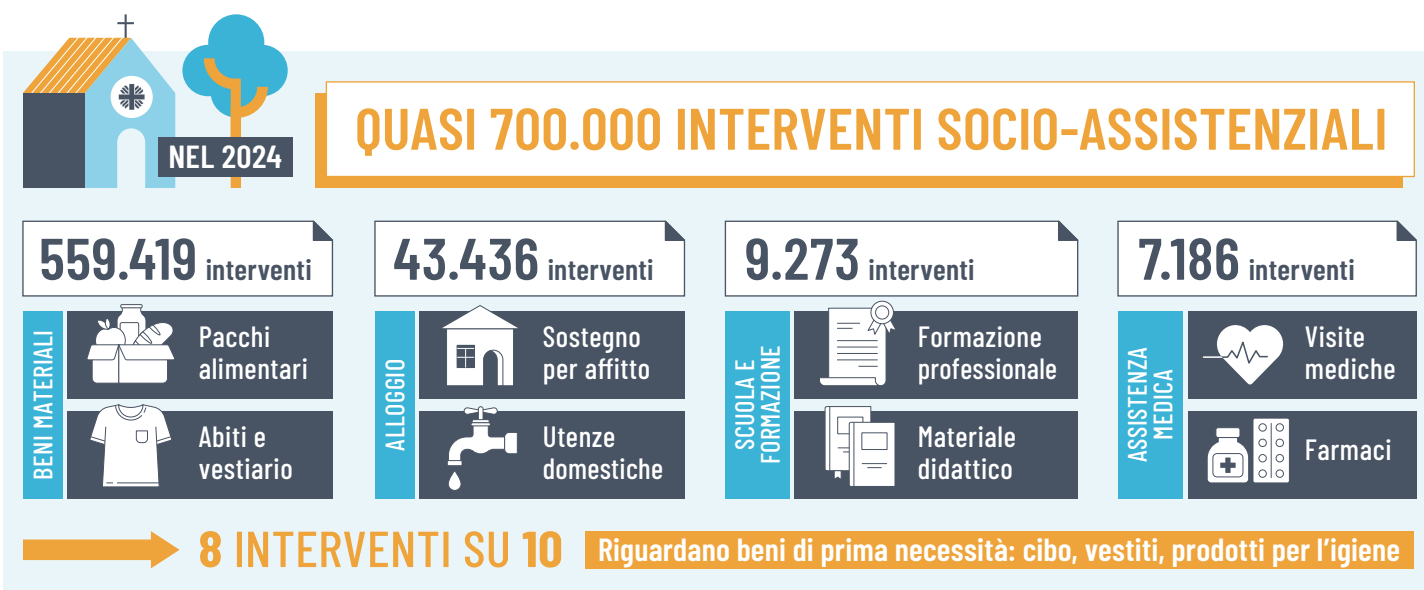 NEL 2024
QUASI 700.000 INTERVENTI SOCIO-ASSISTENZIALI
559.419 interventi
BENI MATERIALI
Pacchi
alimentari
Abiti e
vestiario
43.436 interventi
ALLOGGIO
Sostegno
per affitto
Utenze
domestiche
9.273 interventi
SCUOLA E
FORMAZIONE
Formazione
professionale
Materiale
didattico
7.186 interventi
ASSISTENZA
MEDICA
Visite
mediche
Farmaci
8 INTERVENTI SU 10
Riguardano beni di prima necessità: cibo, vestiti, prodotti per l’igiene